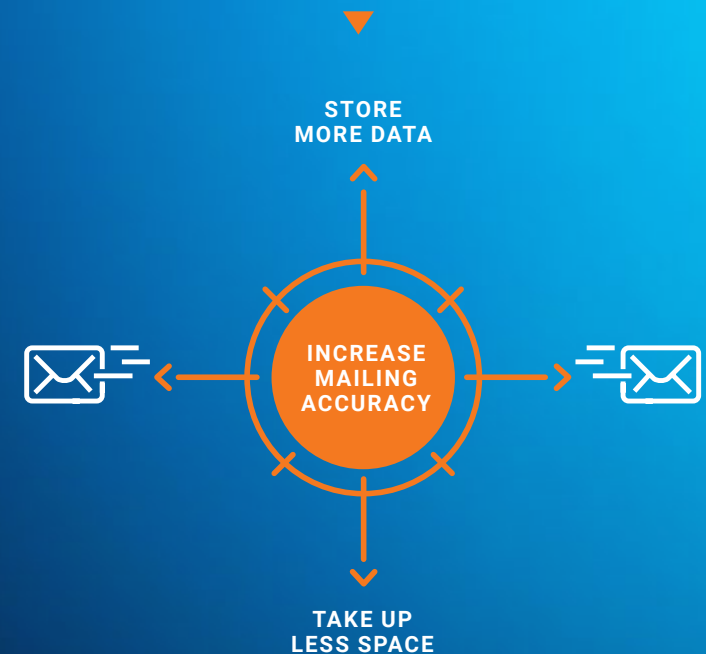 STORE
MORE DATA
INCREASE
MAILING
ACCURACY
TAKE UP
LESS SPACE